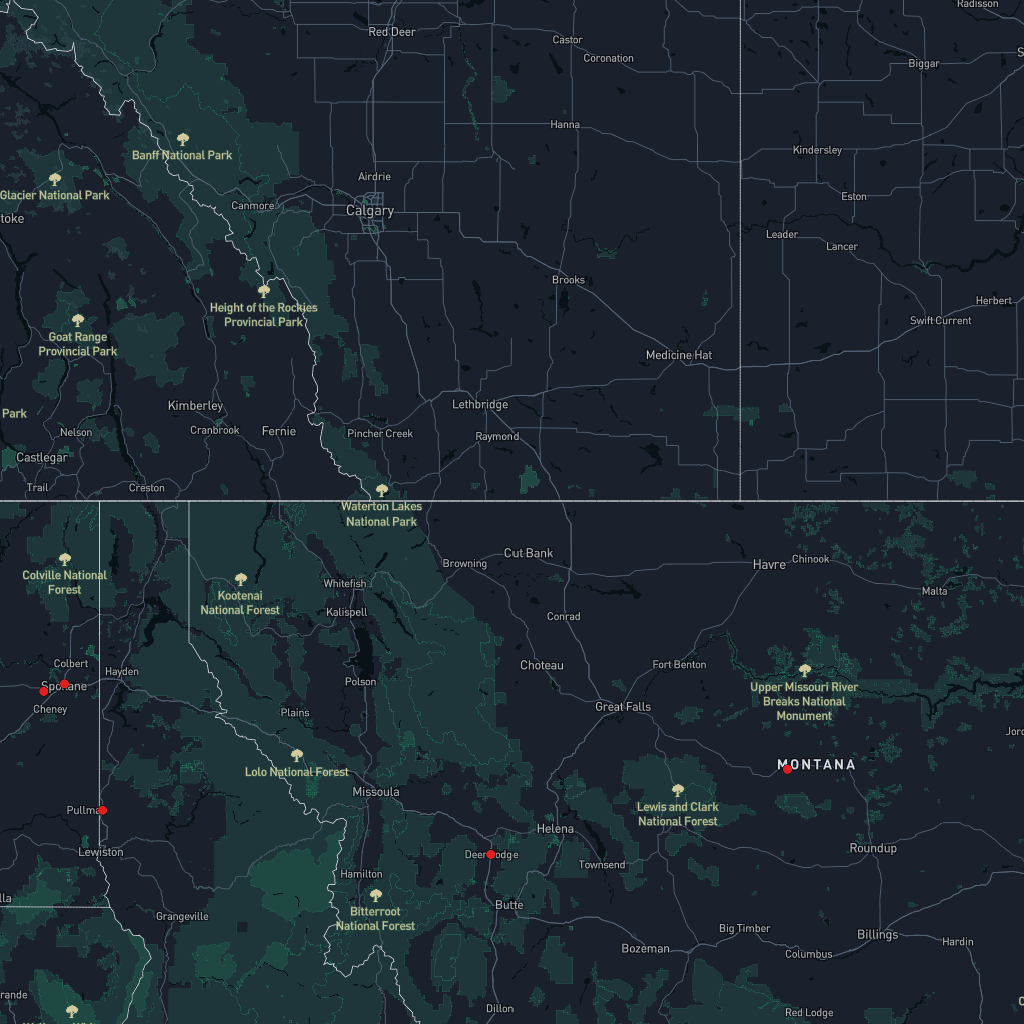 Radisson
Red Deer
Castor
Coronation
Biggar
Hanna
Banff National Park
Kindersley
Airdrie
Glacier National Park
Eston
Canmore
Calgary
toke
Leader
Lancer
Brooks
Herbert
Height of the Rockies
Provincial Park
Swift Current
Goat Range
Provincial Park
Medicine Hat
Kimberley
Lethbridge
Park
Nelson
Cranbrook
Fernie
Pincher Creek
Raymond
Castlegar
Trail
Creston
Waterton Lakes
National Park
Cut Bank
Browning
Havre
Chinook
Colville National
Forest
Whitefish
Kootenai
National Forest
Malta
Kalispell
Conrad
Colbert
Hayden
Choteau
Fort Benton
Spokane
Polson
Upper Missouri River
Breaks National
Monument
Cheney
Plains
Great Falls
Jor
MONTANA
Lolo National Forest
Missoula
Lewis and Clark
National Forest
Pullma
Helena
Lewiston
Deer Lodge
Townsend
Roundup
Hamilton
lla
Bitterroot
National Forest
Butte
Grangeville
Big Timber
Billings
Bozeman
Columbus
Hardin
rande
Dillon
Red Lodge